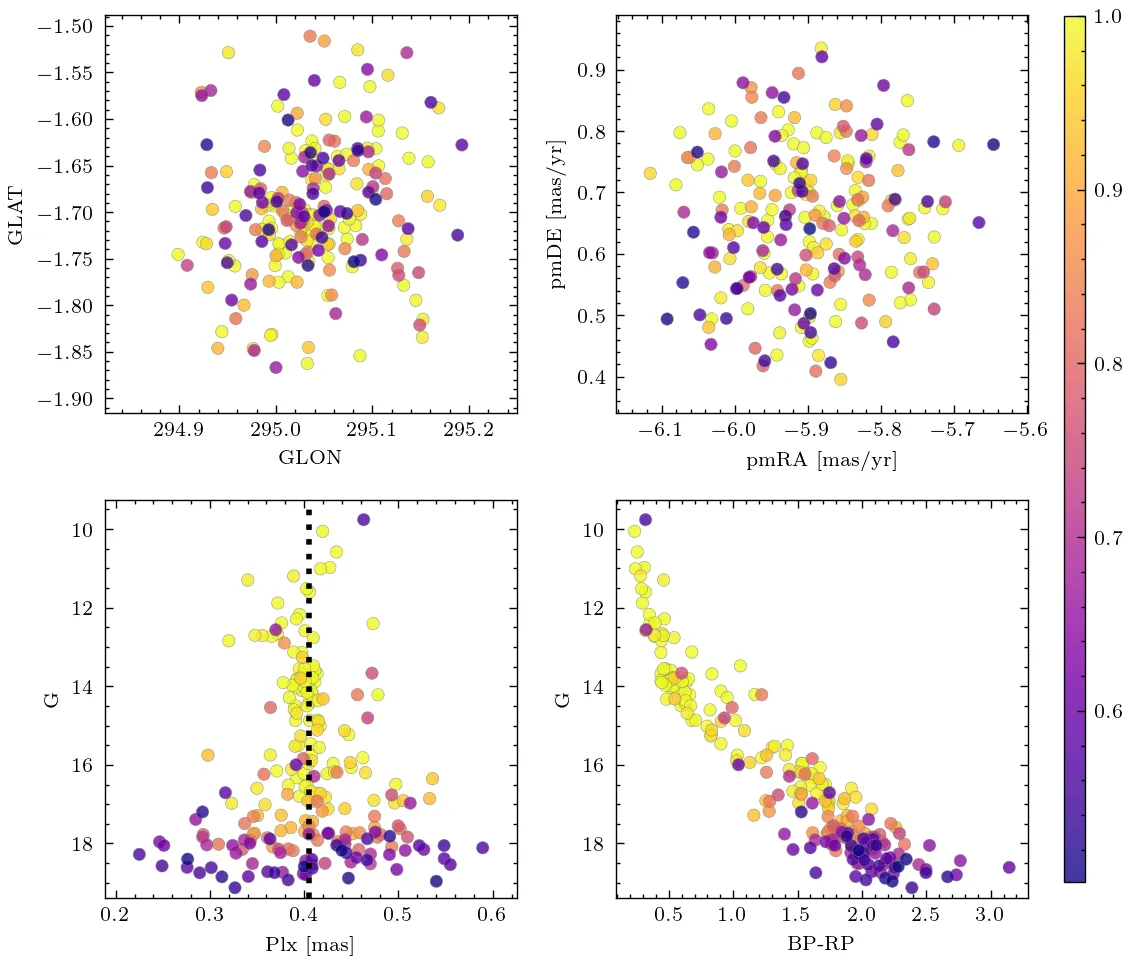 −1.50
−1.55
−1.60
−1.65
−1.70
−1.75
−1.80
−1.85
−1.90
GLAT
294.9 295.0 295.1 295.2
GLON
0.9
0.8
0.7
0.6
0.5
0.4
pmDE [mas/yr]
−6.1 −6.0 −5.9 −5.8 −5.7 −5.6
pmRA [mas/yr]
1.0
0.9
0.8
0.7
0.6
10
12
14
16
18
G
0.2 0.3 0.4 0.5 0.6
Plx [mas]
10
12
14
16
18
G
0.5 1.0 1.5 2.0 2.5 3.0
BP-RP